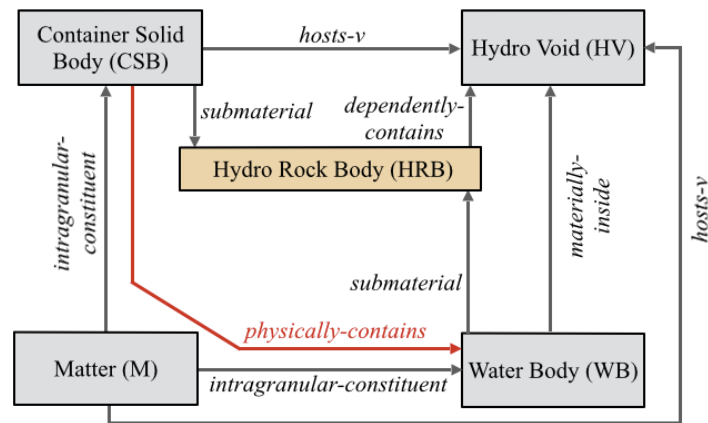 Container Solid
Body (CSB)
hosts-v
Hydro Void (HV)
submaterial
dependently-
contains
Hydro Rock Body (HRB)
intragranular-
constituent
materially-
inside
hosts-v
submaterial
physically-contains
Matter (M)
intragranular-constituent
Water Body (WB)